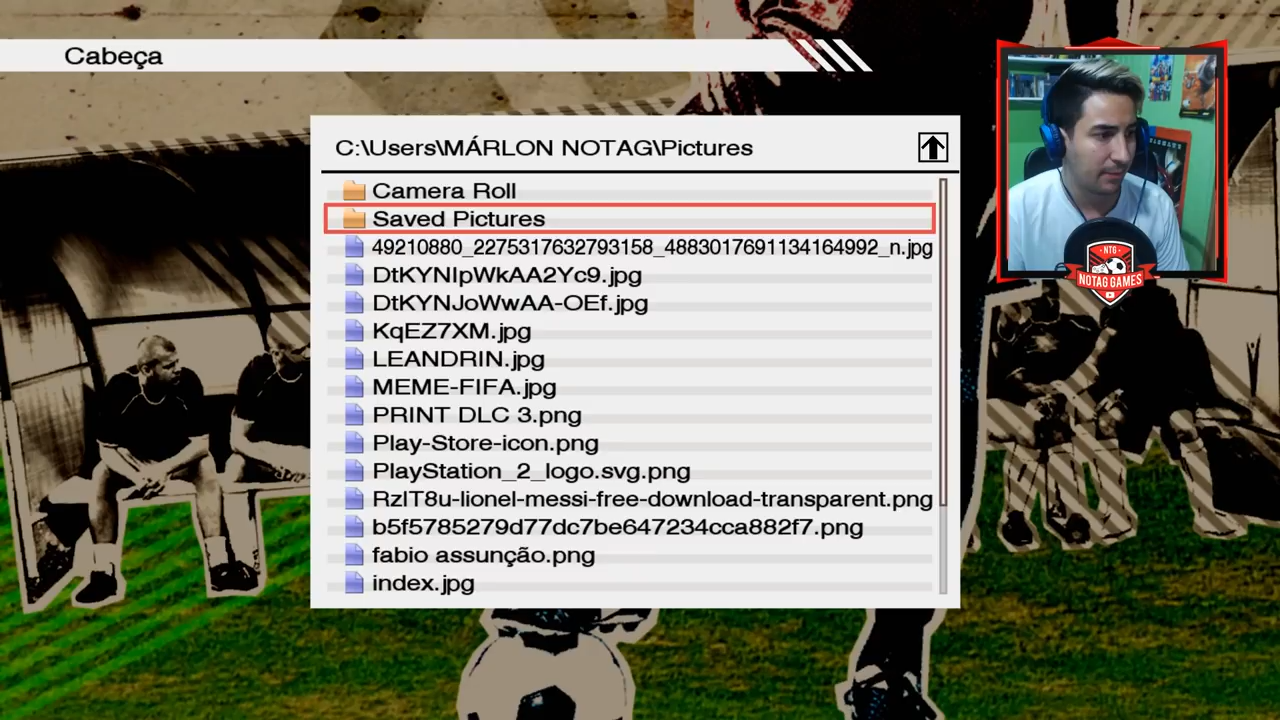 Cabeça
C:\Users\MÁRLON NOTAG\Pictures
Camera Roll
Saved Pictures
49210880_2275317632793158_4883017691134164992_n.jpg
DtKYNIpWkAA2Yc9.jpg
DtKYNJoWwAA-OEf.jpg
KqEZ7XM.jpg
LEANDRIN.jpg
MEME-FIFA.jpg
PRINT DLC 3.png
Play-Store-icon.png
PlayStation_2_logo.svg.png
RzIT8u-lionel-messi-free-download-transparent.png
b5f5785279d77dc7be647234cca882f7.png
fabio assunção.png
index.jpg
NTG
NOTAG GAMES